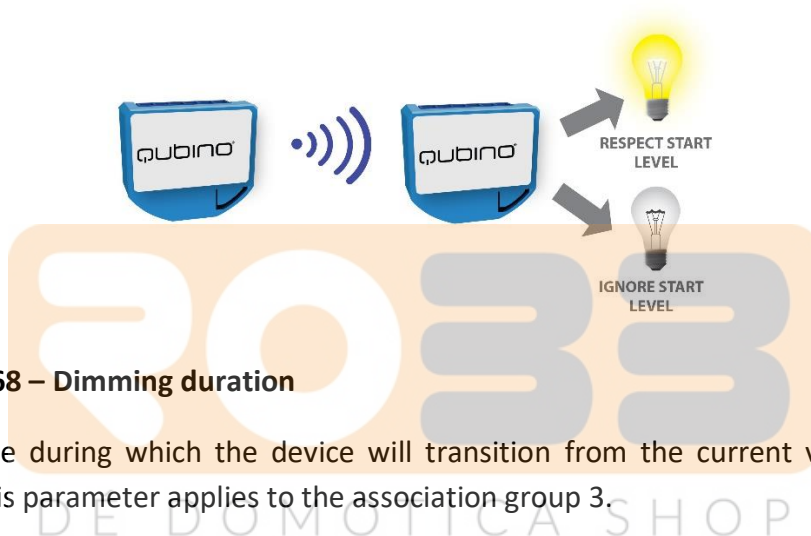 QUBINO
QUBINO
RESPECT START
LEVEL
IGNORE START
LEVEL
68 – Dimming duration
e during which the device will transition from the current v
is parameter applies to the association group 3.
ROBB
DE DOMOTICA SHOP